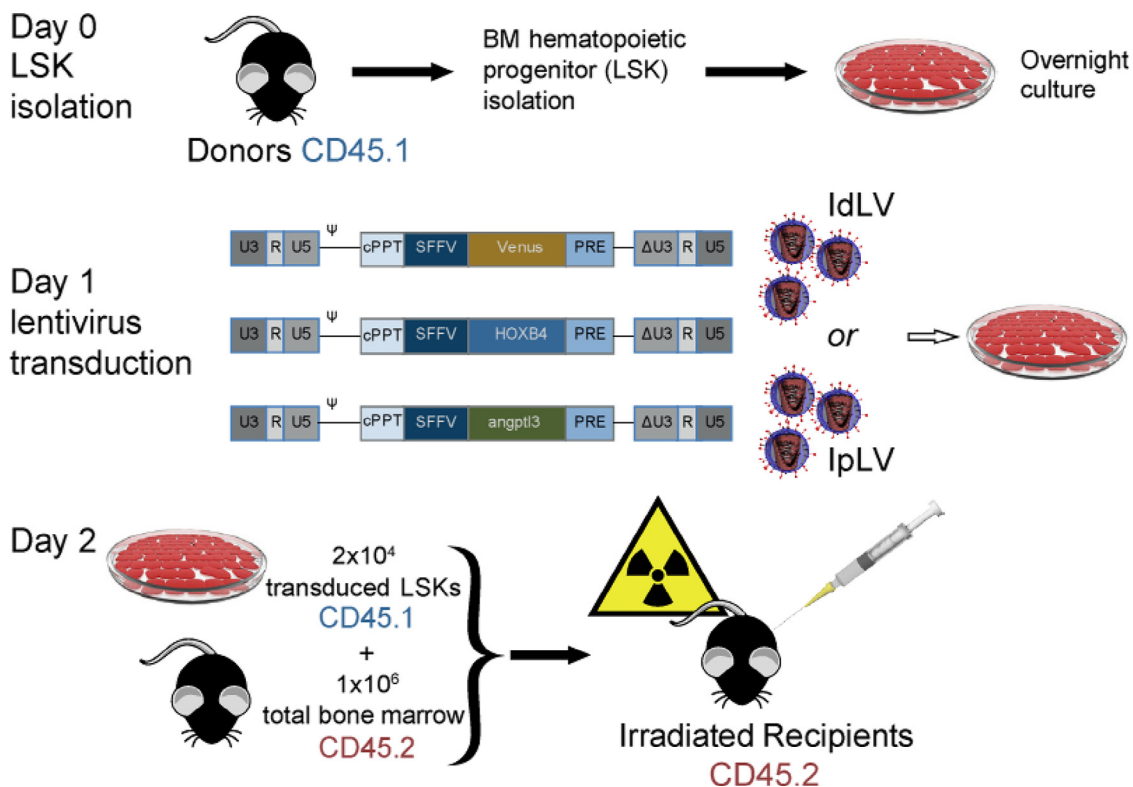 Day 0
LSK
isolation
BM hematopoietic
progenitor (LSK)
isolation
Overnight
culture
Donors CD45.1
Day 1
lentivirus
transduction
U3 R U5 Ψ cPPT SFFV Venus PRE ΔU3 R U5
U3 R U5 Ψ cPPT SFFV HOXB4 PRE ΔU3 R U5
U3 R U5 Ψ cPPT SFFV angptl3 PRE ΔU3 R U5
IdLV
or
IpLV
Day 2
2x10⁴
transduced LSKs
CD45.1
+
1x10⁶
total bone marrow
CD45.2
Irradiated Recipients
CD45.2